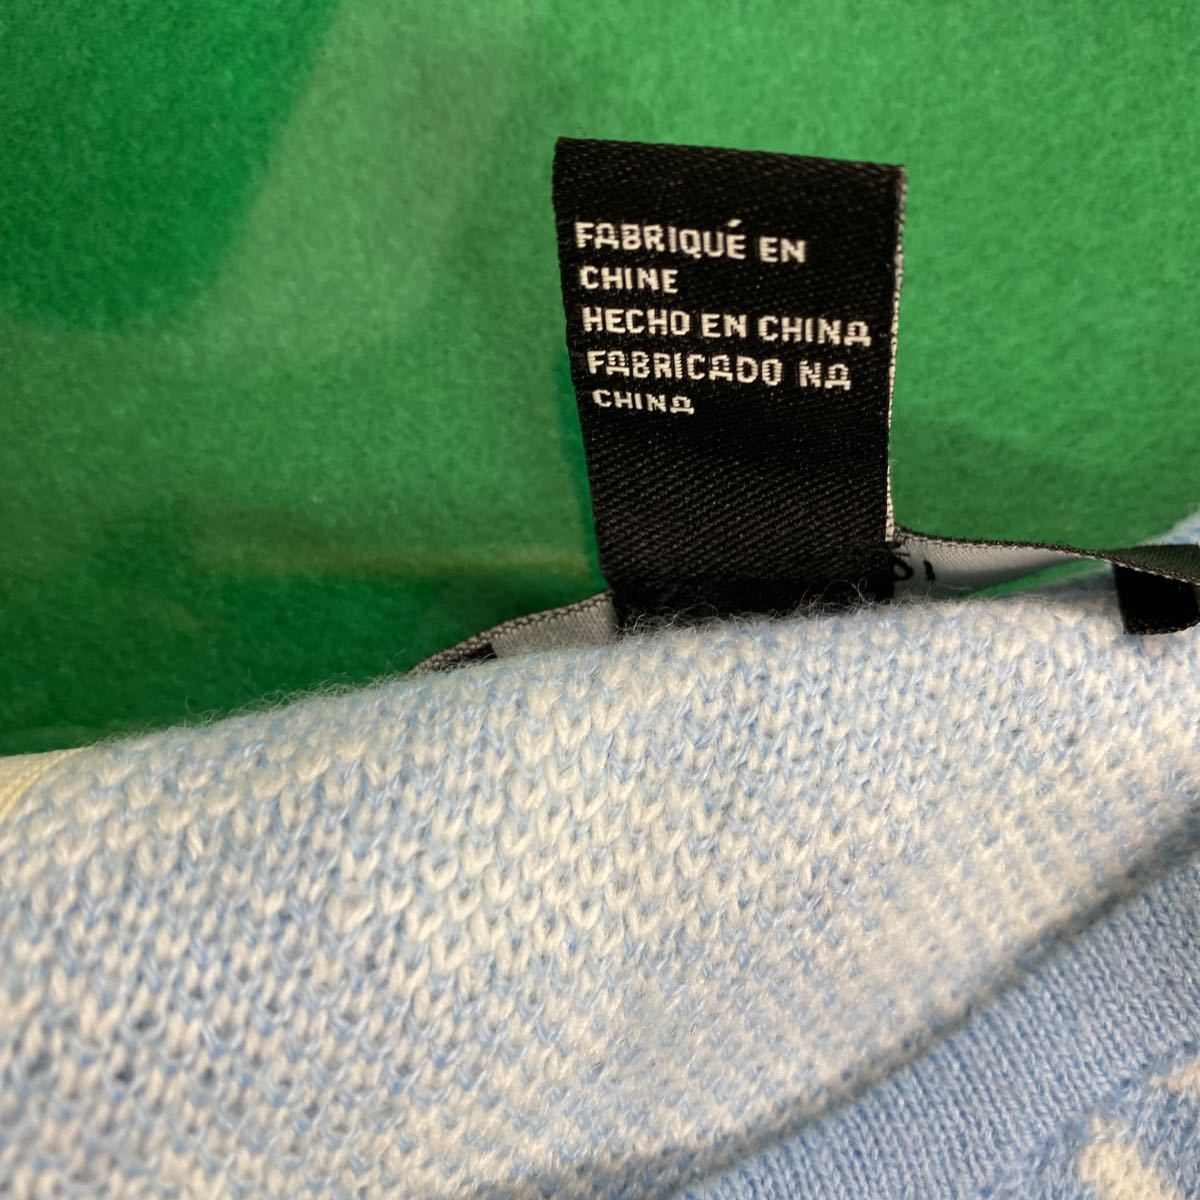 FABRIQUÉ EN
CHINE
HECHO EN CHINA
FABRICADO NA
CHINA